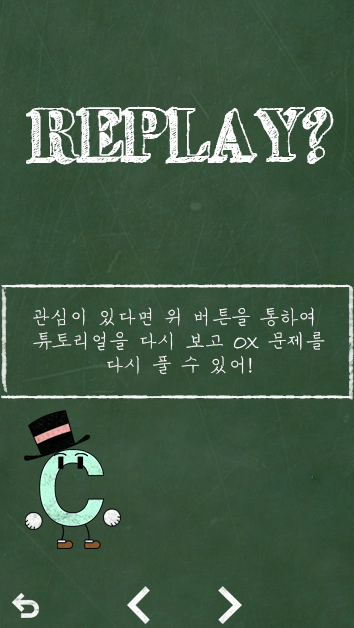 REPLAY?
관심이 있다면 위 버튼을 통하여
튜토리얼을 다시 보고 OX 문제를
다시 풀 수 있어!
C